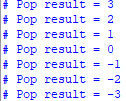 # Pop result = 3
# Pop result = 2
# Pop result = 1
# Pop result = 0
# Pop result = -1
# Pop result = -2
# Pop result = -3